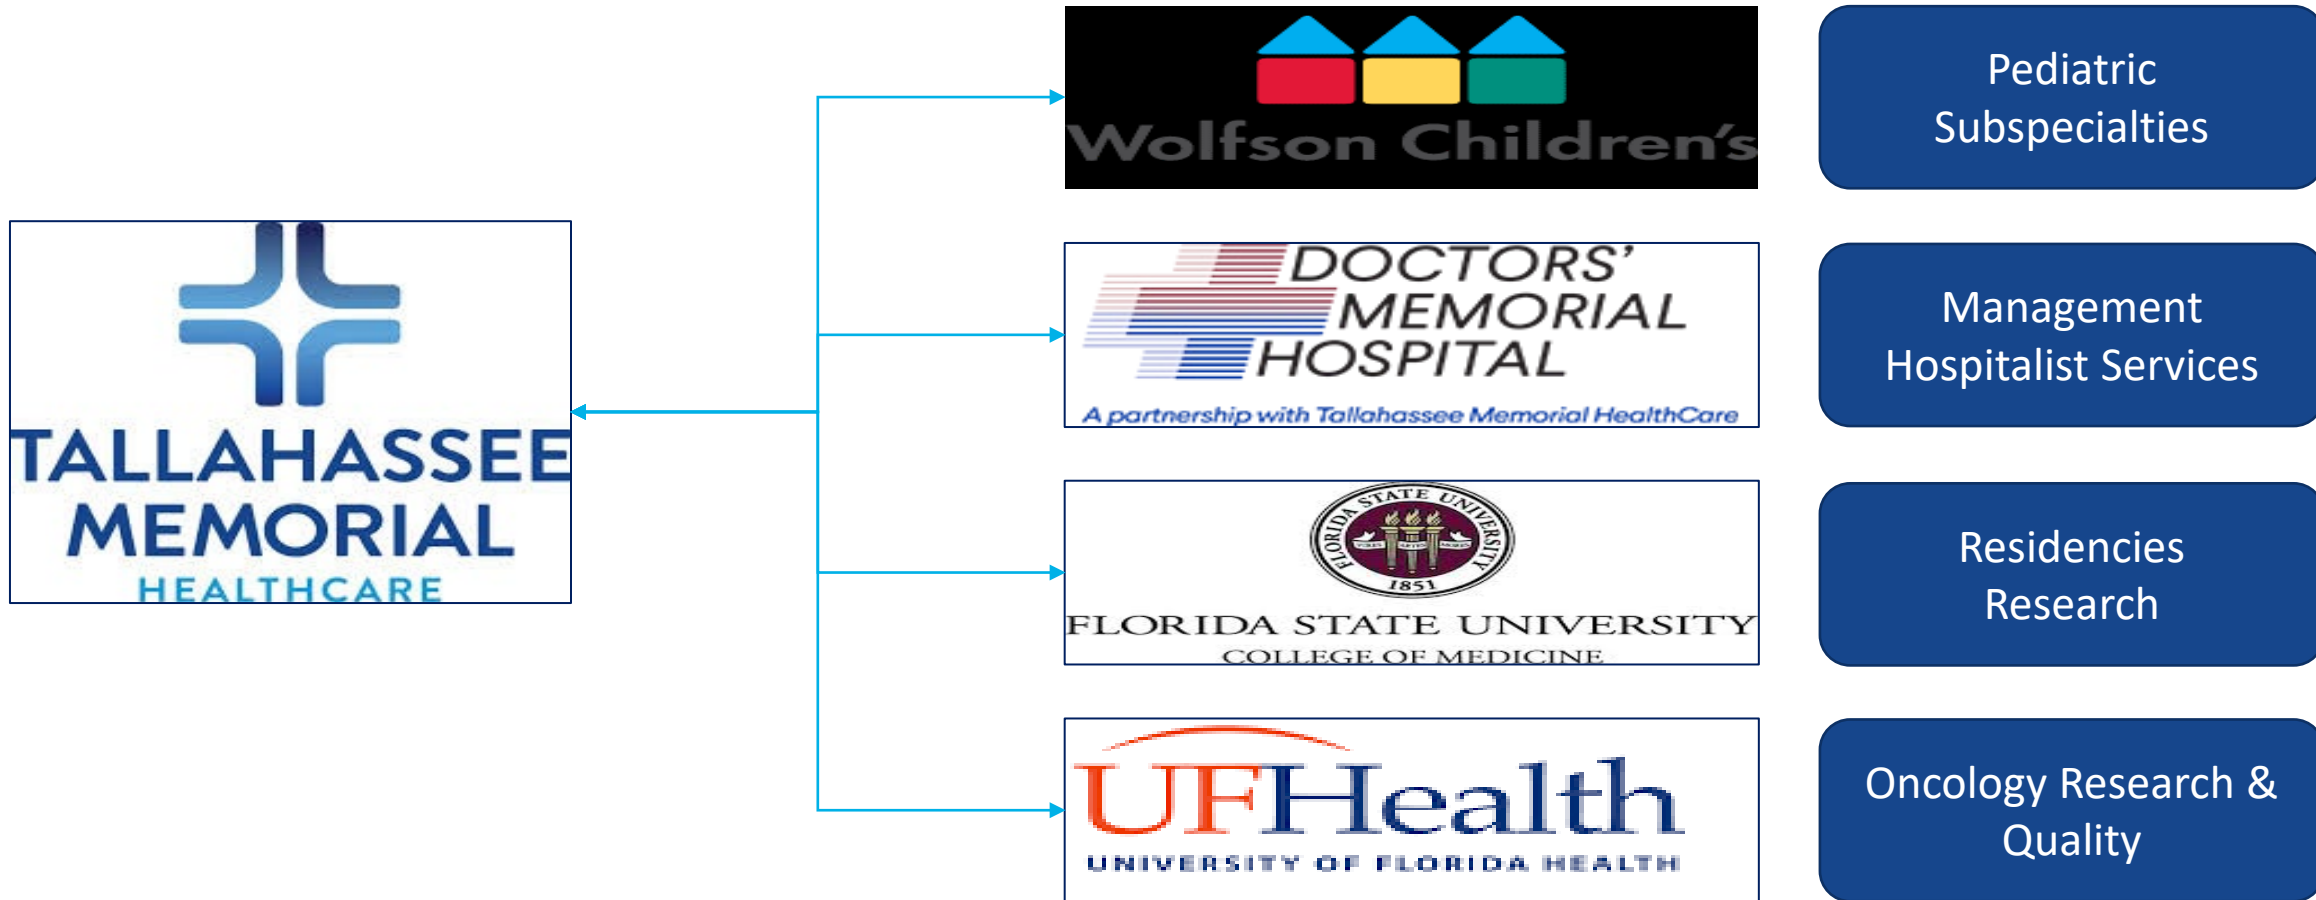 TALLAHASSEE
MEMORIAL
HEALTHCARE
Wolfson Children's
Pediatric
Subspecialties
DOCTORS'
MEMORIAL
HOSPITAL
A partnership with Tallahassee Memorial HealthCare
Management
Hospitalist Services
FLORIDA STATE UNIVERSITY
1851
FLORIDA STATE UNIVERSITY
COLLEGE OF MEDICINE
Residencies
Research
UFHealth
UNIVERSITY OF FLORIDA HEALTH
Oncology Research &
Quality